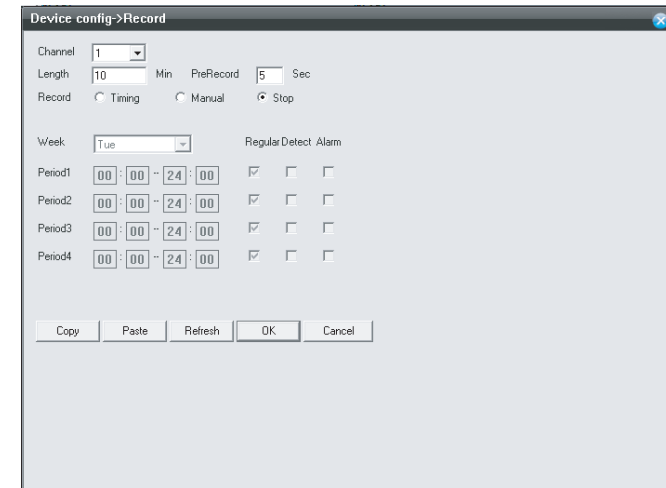 Device config->Record
Channel 1
Length 10 Min PreRecord 5 Sec
Record Timing Manual Stop
Week Tue Regular Detect Alarm
Period1 00 : 00 - 24 : 00
Period2 00 : 00 - 24 : 00
Period3 00 : 00 - 24 : 00
Period4 00 : 00 - 24 : 00
Copy Paste Refresh OK Cancel